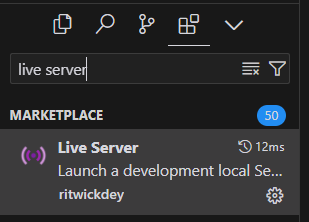 live server
MARKETPLACE 50
Live Server 12ms
Launch a development local Se...
ritwickdey